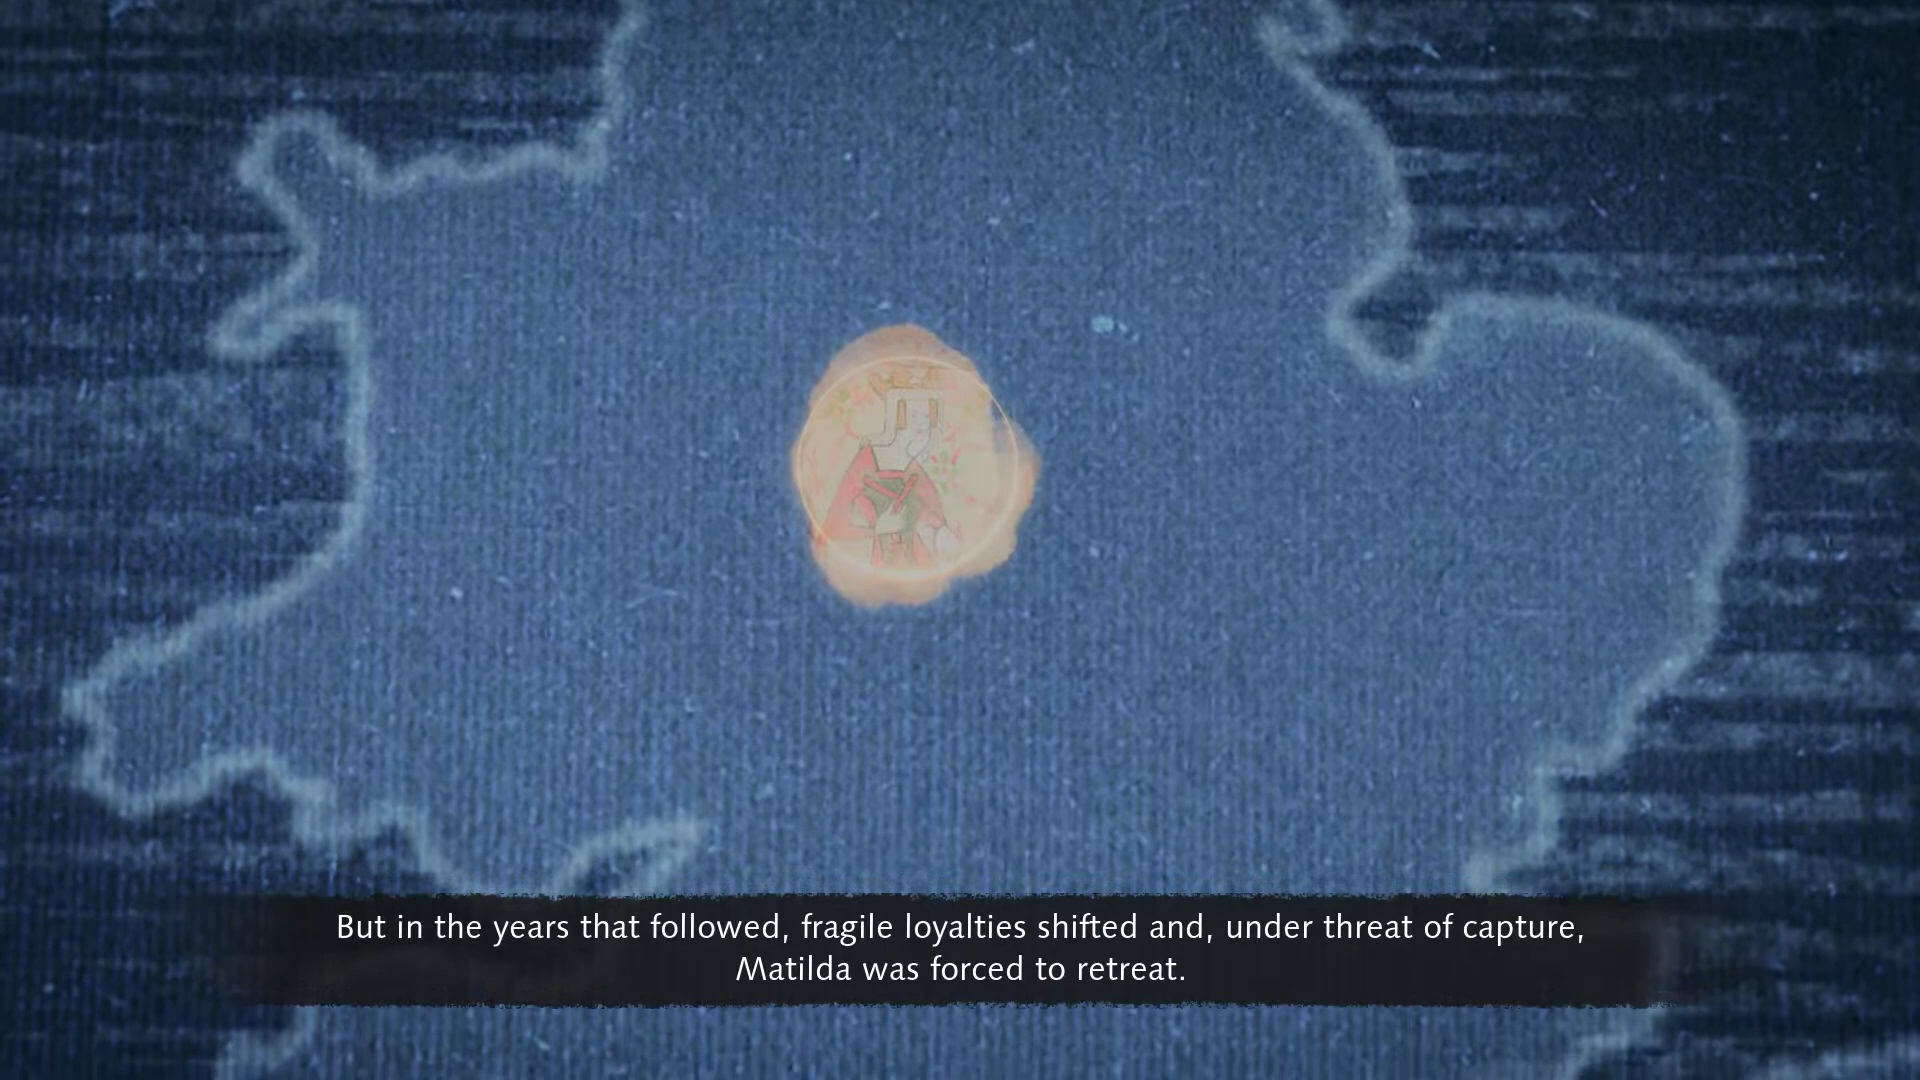 But in the years that followed, fragile loyalties shifted and, under threat of capture,
Matilda was forced to retreat.